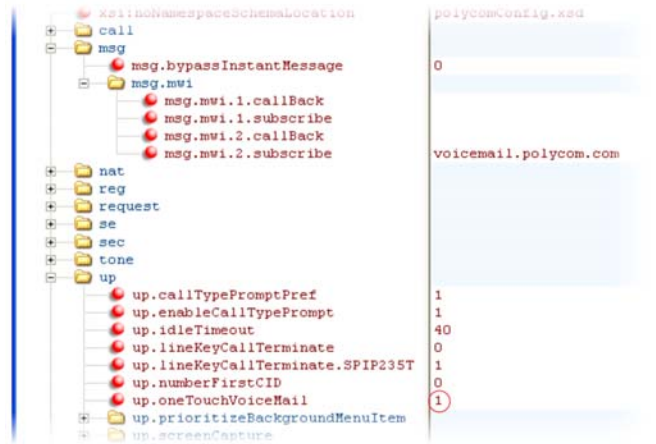 xsi:noNamespaceSchemaLocation polycomConfig.xsd
call
msg
msg.bypassInstantMessage 0
msg.mwi
msg.mwi.1.callBack
msg.mwi.1.subscribe
msg.mwi.2.callBack
msg.mwi.2.subscribe voicemail.polycom.com
nat
reg
request
se
sec
tone
up
up.callTypePromptPref 1
up.enableCallTypePrompt 1
up.idleTimeout 40
up.lineKeyCallTerminate 0
up.lineKeyCallTerminate.SPIP235T 1
up.numberFirstCID 0
up.oneTouchVoiceMail 1
up.prioritizeBackgroundMenuItem
up.screenCapture